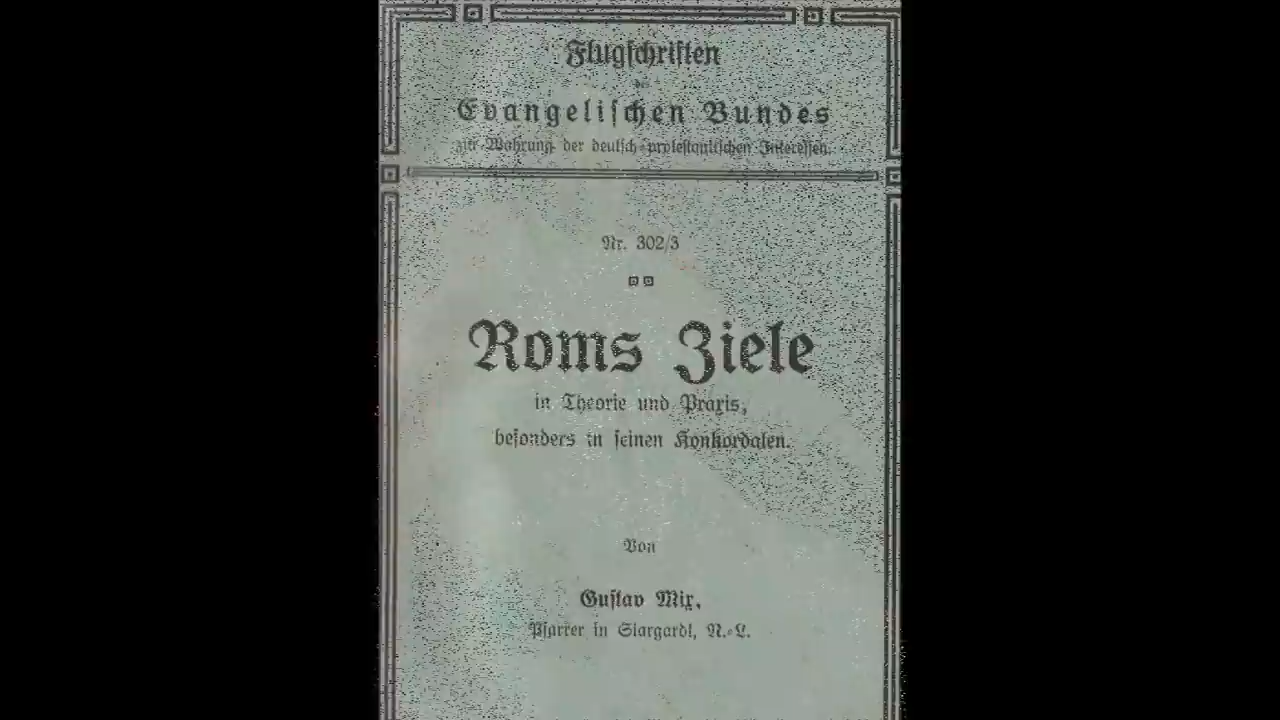 Flugschriften
des
Evangelischen Bundes
zur Wahrung der deutsch-protestantischen Interessen.
Nr. 302/3
Roms Ziele
in Theorie und Praxis,
besonders in seinen Konkordaten.
Von
Gustav Mix,
Pfarrer in Stargardt, N.-L.